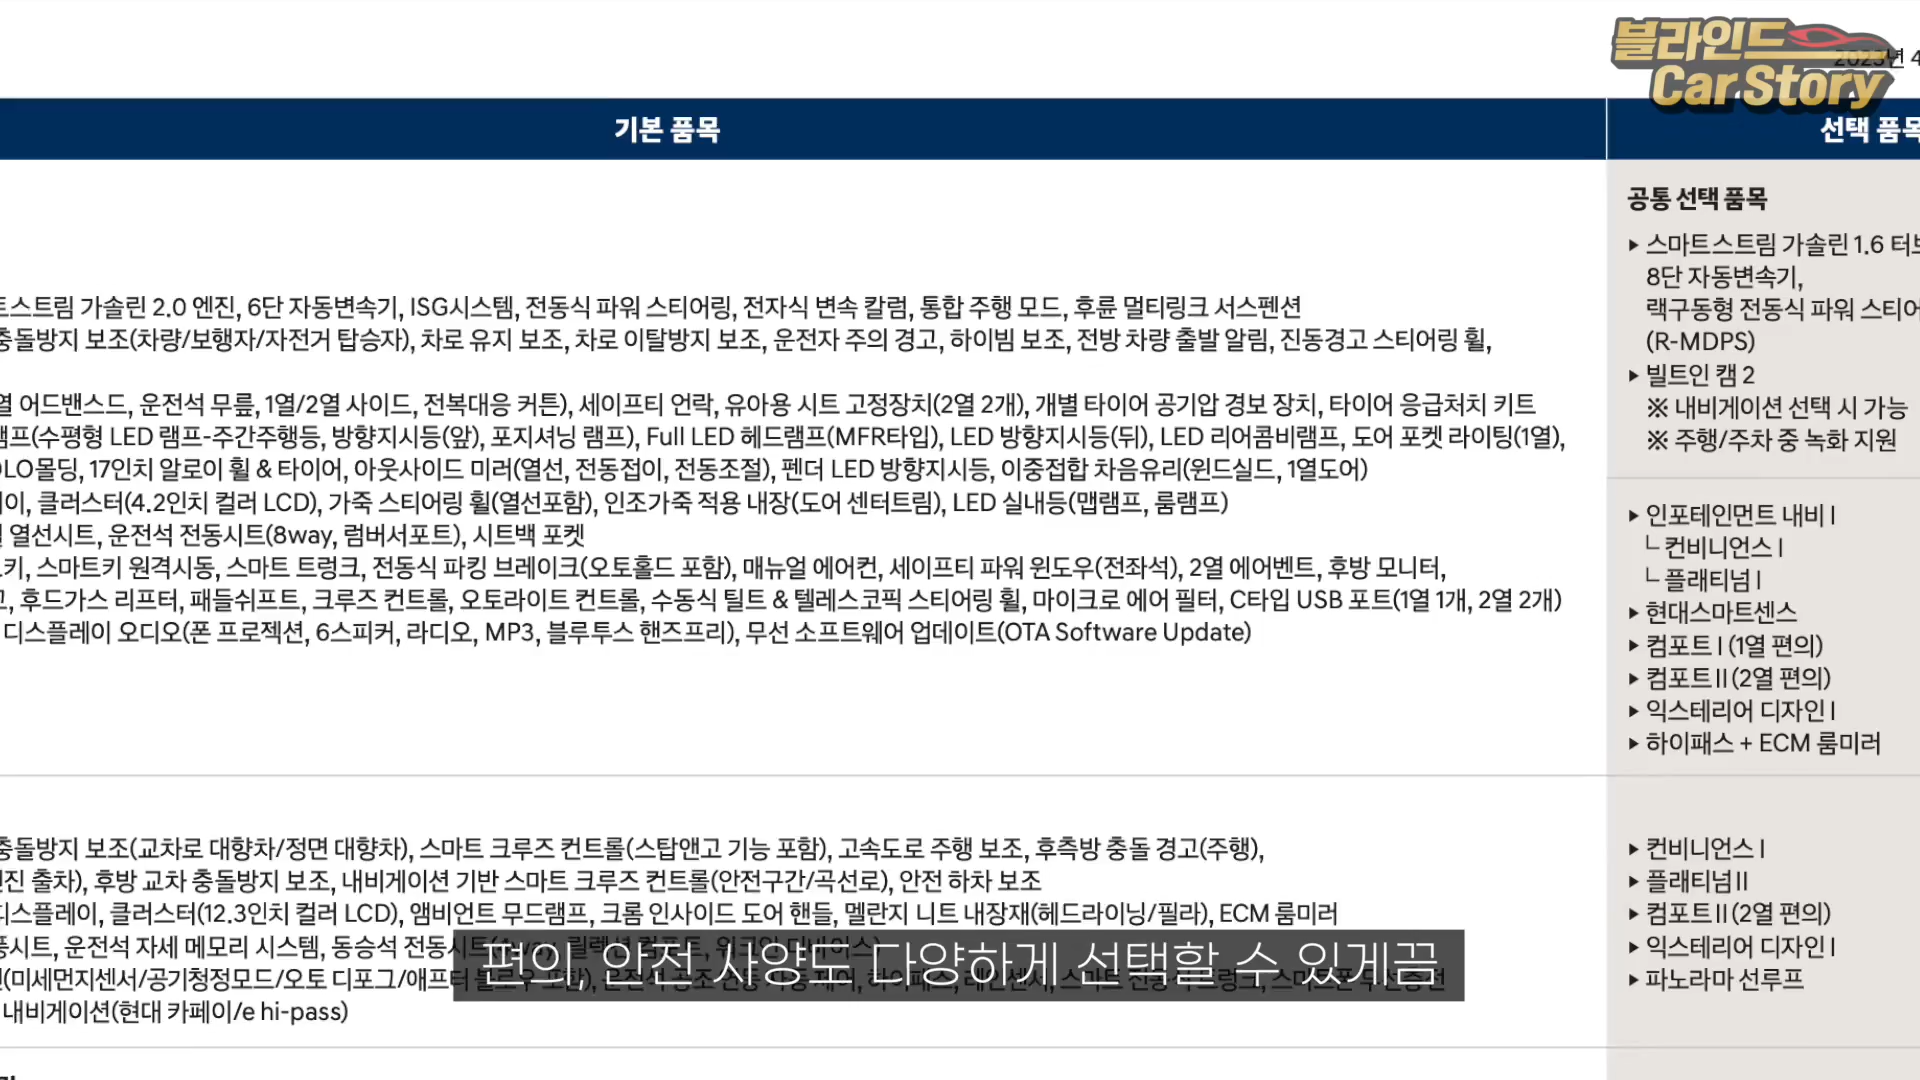 블라인드
Car Story
2023년 4
기본 품목
선택 품목
공통 선택 품목
▸ 스마트스트림 가솔린 1.6 터보
8단 자동변속기,
랙구동형 전동식 파워 스티어
(R-MDPS)
▸ 빌트인 캠 2
※ 내비게이션 선택 시 가능
※ 주행/주차 중 녹화 지원
트스트림 가솔린 2.0 엔진, 6단 자동변속기, ISG시스템, 전동식 파워 스티어링, 전자식 변속 칼럼, 통합 주행 모드, 후륜 멀티링크 서스펜션
충돌방지 보조(차량/보행자/자전거 탑승자), 차로 유지 보조, 차로 이탈방지 보조, 운전자 주의 경고, 하이빔 보조, 전방 차량 출발 알림, 진동경고 스티어링 휠,
열 어드밴스드, 운전석 무릎, 1열/2열 사이드, 전복대응 커튼), 세이프티 언락, 유아용 시트 고정장치(2열 2개), 개별 타이어 공기압 경보 장치, 타이어 응급처치 키트
램프(수평형 LED 램프-주간주행등, 방향지시등(앞), 포지셔닝 램프), Full LED 헤드램프(MFR타입), LED 방향지시등(뒤), LED 리어콤비램프, 도어 포켓 라이팅(1열),
OLO몰딩, 17인치 알로이 휠 & 타이어, 아웃사이드 미러(열선, 전동접이, 전동조절), 펜더 LED 방향지시등, 이중접합 차음유리(윈드실드, 1열도어)
이, 클러스터(4.2인치 컬러 LCD), 가죽 스티어링 휠(열선포함), 인조가죽 적용 내장(도어 센터트림), LED 실내등(맵램프, 룸램프)
열선시트, 운전석 전동시트(8way, 럼버서포트), 시트백 포켓
키, 스마트키 원격시동, 스마트 트렁크, 전동식 파킹 브레이크(오토홀드 포함), 매뉴얼 에어컨, 세이프티 파워 윈도우(전좌석), 2열 에어벤트, 후방 모니터,
고, 후드가스 리프터, 패들쉬프트, 크루즈 컨트롤, 오토라이트 컨트롤, 수동식 틸트 & 텔레스코픽 스티어링 휠, 마이크로 에어 필터, C타입 USB 포트(1열 1개, 2열 2개)
디스플레이 오디오(폰 프로젝션, 6스피커, 라디오, MP3, 블루투스 핸즈프리), 무선 소프트웨어 업데이트(OTA Software Update)
▸ 인포테인먼트 내비 I
└ 컨비니언스 I
└ 플래티넘 I
▸ 현대스마트센스
▸ 컴포트 I (1열 편의)
▸ 컴포트 II (2열 편의)
▸ 익스테리어 디자인 I
▸ 하이패스 + ECM 룸미러
충돌방지 보조(교차로 대향차/정면 대향차), 스마트 크루즈 컨트롤(스탑앤고 기능 포함), 고속도로 주행 보조, 후측방 충돌 경고(주행),
전진 출차), 후방 교차 충돌방지 보조, 내비게이션 기반 스마트 크루즈 컨트롤(안전구간/곡선로), 안전 하차 보조
디스플레이, 클러스터(12.3인치 컬러 LCD), 앰비언트 무드램프, 크롬 인사이드 도어 핸들, 멜란지 니트 내장재(헤드라이닝/필라), ECM 룸미러
풍시트, 운전석 자세 메모리 시스템, 동승석 전동시트
(미세먼지센서/공기청정모드/오토 디포그/애프터
내비게이션(현대 카페이/e hi-pass)
▸ 컨비니언스 I
▸ 플래티넘 II
▸ 컴포트 II (2열 편의)
▸ 익스테리어 디자인 I
▸ 파노라마 선루프
편의, 안전 사양도 다양하게 선택할 수 있게끔